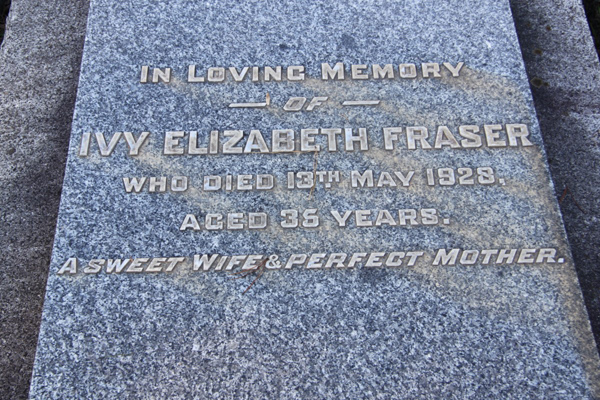 In Loving Memory
— OF —
IVY ELIZABETH FRASER
WHO DIED 13TH MAY 1928.
AGED 35 YEARS.
A SWEET WIFE & PERFECT MOTHER.